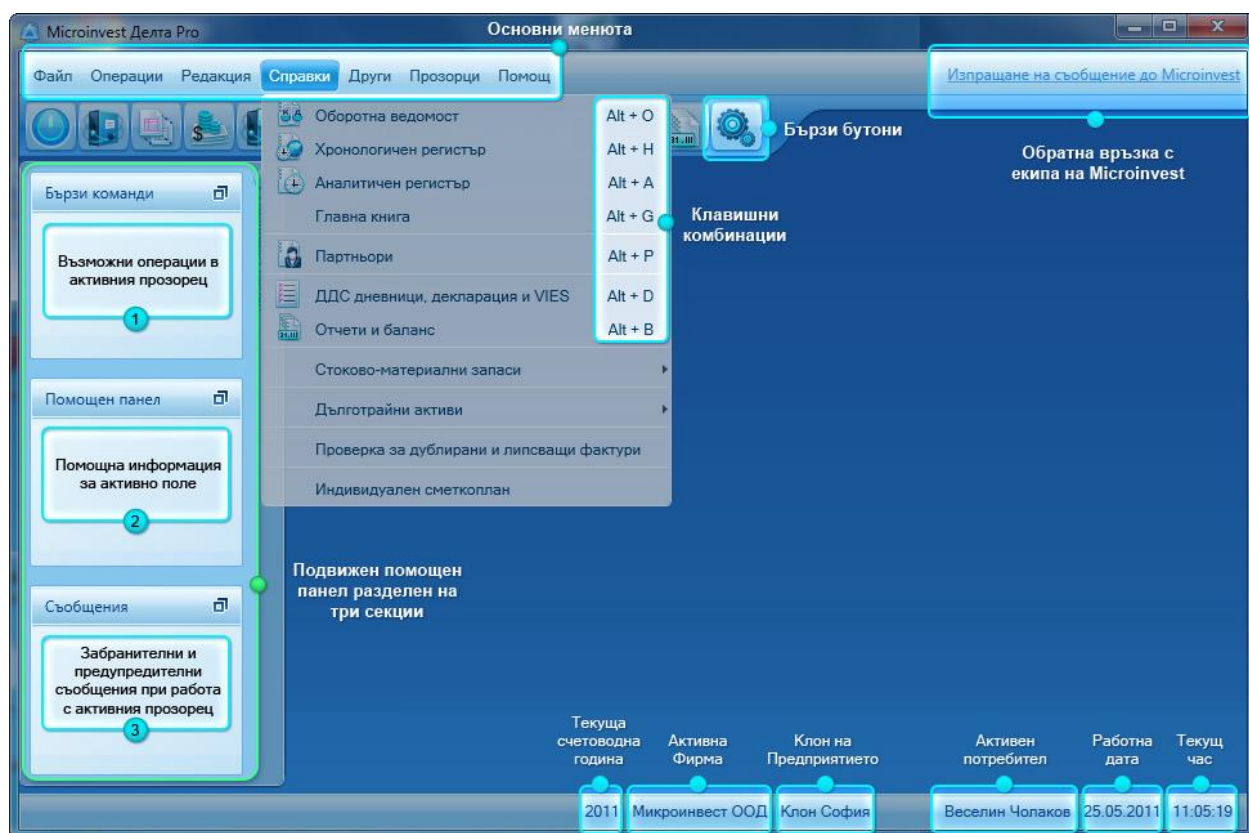 Microinvest Делта Pro
Основни менюта
Файл Операции Редакция Справки Други Прозорци Помощ
Изпращане на съобщение до Microinvest
Бързи бутони
Обратна връзка с
екипа на Microinvest
Оборотна ведомост Alt + O
Хронологичен регистър Alt + H
Аналитичен регистър Alt + A
Главна книга Alt + G
Партньори Alt + P
ДДС дневници, декларация и VIES Alt + D
Отчети и баланс Alt + B
Стоково-материални запаси
Дълготрайни активи
Проверка за дублирани и липсващи фактури
Индивидуален сметкоплан
31.III
31.III
Клавишни
комбинации
Бързи команди
Възможни операции в
активния прозорец
1
Помощен панел
Помощна информация
за активно поле
2
Съобщения
Забранителни и
предупредителни
съобщения при работа
с активния прозорец
3
Подвижен помощен
панел разделен на
три секции
Текуща
счетоводна
година
Активна
Фирма
Клон на
Предприятието
Активен
потребител
Работна
дата
Текущ
час
2011 Микроинвест ООД Клон София Веселин Чолаков 25.05.2011 11:05:19